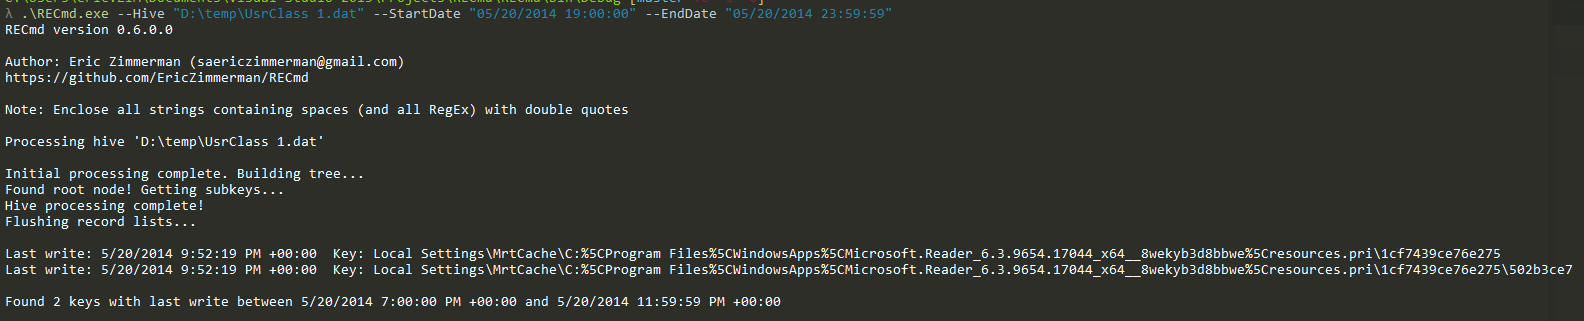 λ .\RECmd.exe --Hive "D:\temp\UsrClass 1.dat" --StartDate "05/20/2014 19:00:00" --EndDate "05/20/2014 23:59:59"
RECmd version 0.6.0.0
Author: Eric Zimmerman (saericzimmerman@gmail.com)
https://github.com/EricZimmerman/RECmd
Note: Enclose all strings containing spaces (and all RegEx) with double quotes
Processing hive 'D:\temp\UsrClass 1.dat'
Initial processing complete. Building tree...
Found root node! Getting subkeys...
Hive processing complete!
Flushing record lists...
Last write: 5/20/2014 9:52:19 PM +00:00  Key: Local Settings\MrtCache\C:%5CProgram Files%5CWindowsApps%5CMicrosoft.Reader_6.3.9654.17044_x64__8wekyb3d8bbwe%5Cresources.pri\1cf7439ce76e275
Last write: 5/20/2014 9:52:19 PM +00:00  Key: Local Settings\MrtCache\C:%5CProgram Files%5CWindowsApps%5CMicrosoft.Reader_6.3.9654.17044_x64__8wekyb3d8bbwe%5Cresources.pri\1cf7439ce76e275\502b3ce7
Found 2 keys with last write between 5/20/2014 7:00:00 PM +00:00 and 5/20/2014 11:59:59 PM +00:00